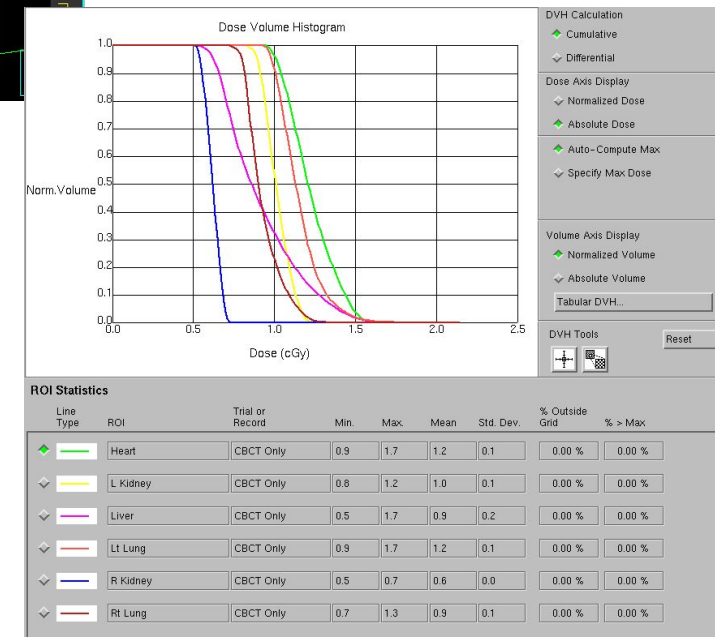 Dose Volume Histogram
1.0
0.9
0.8
0.7
0.6
0.5
0.4
0.3
0.2
0.1
0.0
Norm.Volume
0.0 0.5 1.0 1.5 2.0 2.5
Dose (cGy)
DVH Calculation
Cumulative
Differential
Dose Axis Display
Normalized Dose
Absolute Dose
Auto-Compute Max
Specify Max Dose
Volume Axis Display
Normalized Volume
Absolute Volume
Tabular DVH...
DVH Tools
Reset
ROI Statistics
Line Type ROI Trial or Record Min. Max. Mean Std. Dev. % Outside Grid % > Max
Heart CBCT Only 0.9 1.7 1.2 0.1 0.00 % 0.00 %
L Kidney CBCT Only 0.8 1.2 1.0 0.1 0.00 % 0.00 %
Liver CBCT Only 0.5 1.7 0.9 0.2 0.00 % 0.00 %
Lt Lung CBCT Only 0.9 1.7 1.2 0.1 0.00 % 0.00 %
R Kidney CBCT Only 0.5 0.7 0.6 0.0 0.00 % 0.00 %
Rt Lung CBCT Only 0.7 1.3 0.9 0.1 0.00 % 0.00 %